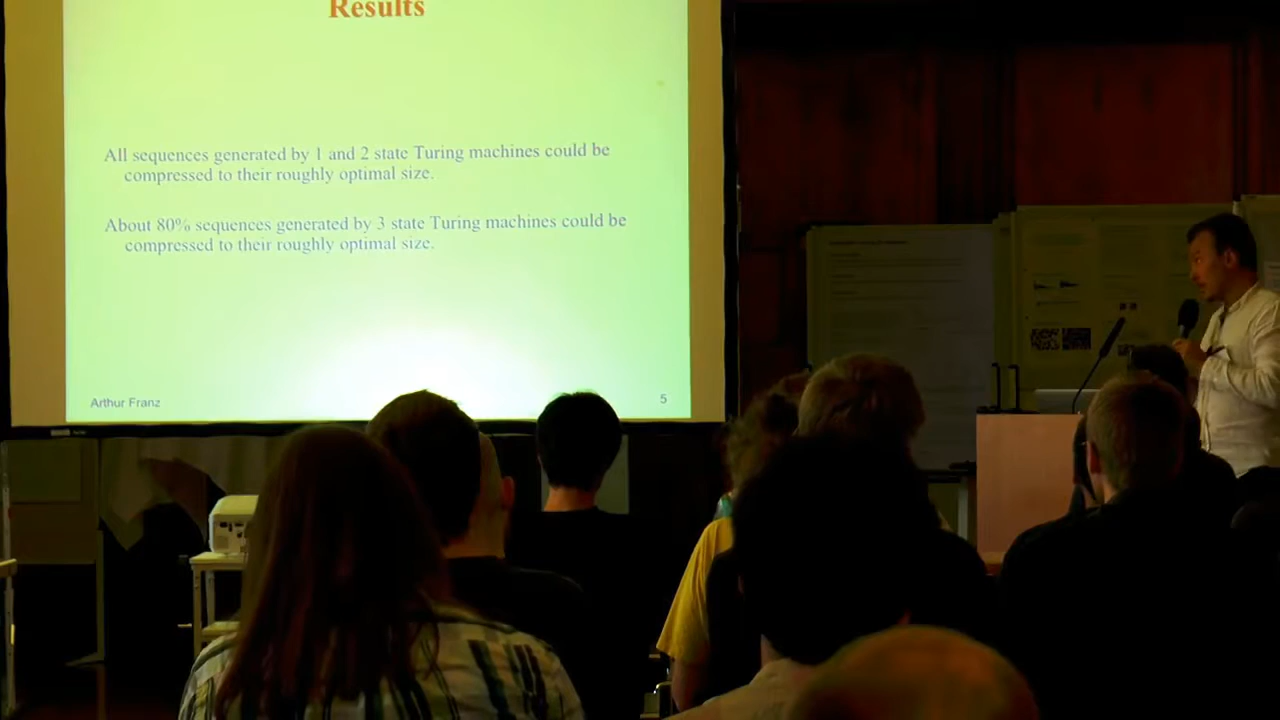 Results
All sequences generated by 1 and 2 state Turing machines could be
compressed to their roughly optimal size.
About 80% sequences generated by 3 state Turing machines could be
compressed to their roughly optimal size.
Arthur Franz
5